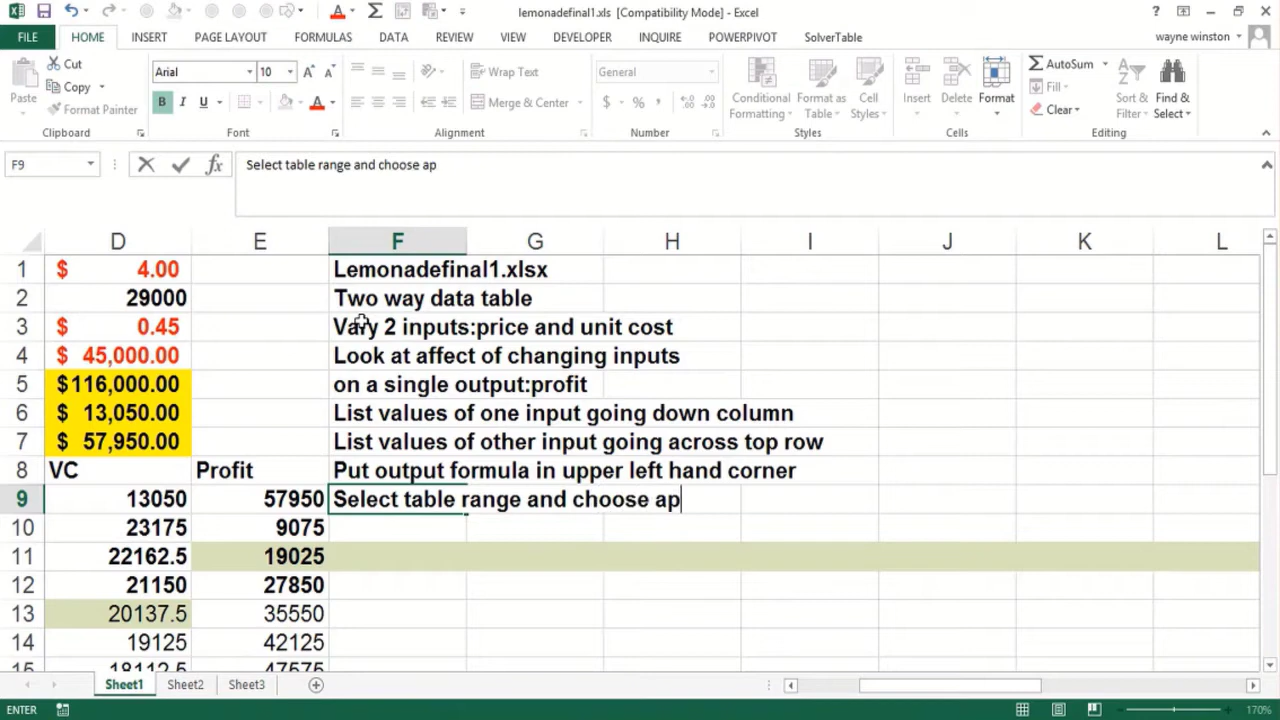 lemonadefinal1.xls [Compatibility Mode] - Excel
FILE HOME INSERT PAGE LAYOUT FORMULAS DATA REVIEW VIEW DEVELOPER INQUIRE POWERPIVOT SolverTable wayne winston
Cut
Copy
Format Painter
Paste
Clipboard
Arial 10
B I U
Font
Wrap Text
Merge & Center
Alignment
General
$ % ,
Number
Conditional Formatting
Format as Table
Cell Styles
Styles
Insert Delete Format
Cells
AutoSum
Fill
Clear
Sort & Filter
Find & Select
Editing
F9 fx Select table range and choose ap
D E F G H I J K L
1 $ 4.00 Lemonadefinal1.xlsx
2 29000 Two way data table
3 $ 0.45 Vary 2 inputs:price and unit cost
4 $ 45,000.00 Look at affect of changing inputs
5 $116,000.00 on a single output:profit
6 $ 13,050.00 List values of one input going down column
7 $ 57,950.00 List values of other input going across top row
8 VC Profit Put output formula in upper left hand corner
9 13050 57950 Select table range and choose ap
10 23175 9075
11 22162.5 19025
12 21150 27850
13 20137.5 35550
14 19125 42125
15 18112.5 47575
Sheet1 Sheet2 Sheet3
ENTER 170%